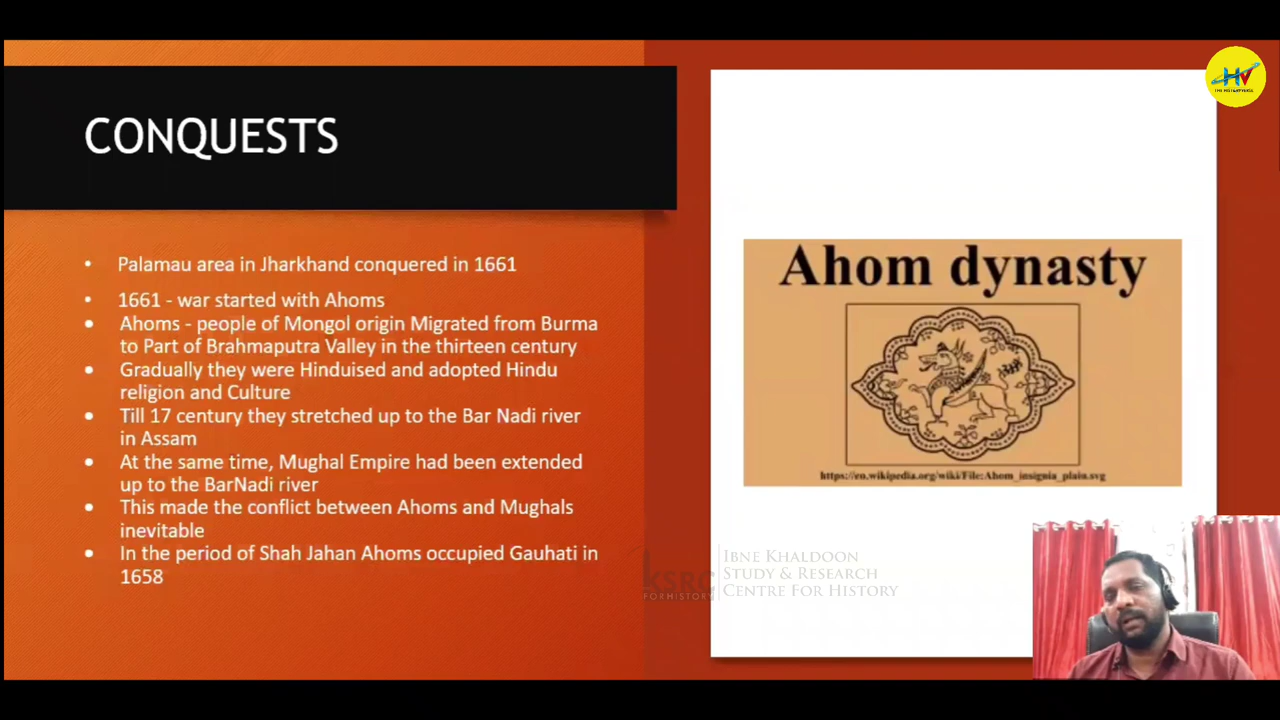 CONQUESTS
• Palamau area in Jharkhand conquered in 1661
• 1661 - war started with Ahoms
• Ahoms - people of Mongol origin Migrated from Burma
to Part of Brahmaputra Valley in the thirteen century
• Gradually they were Hinduised and adopted Hindu
religion and Culture
• Till 17 century they stretched up to the Bar Nadi river
in Assam
• At the same time, Mughal Empire had been extended
up to the BarNadi river
• This made the conflict between Ahoms and Mughals
inevitable
• In the period of Shah Jahan Ahoms occupied Gauhati in
1658
HV
Ahom dynasty
https://en.wikipedia.org/wiki/File:Ahom_insignia_plain.svg
KSRC
FORHISTORY
IBNE KHALDOON
STUDY & RESEARCH
CENTRE FOR HISTORY